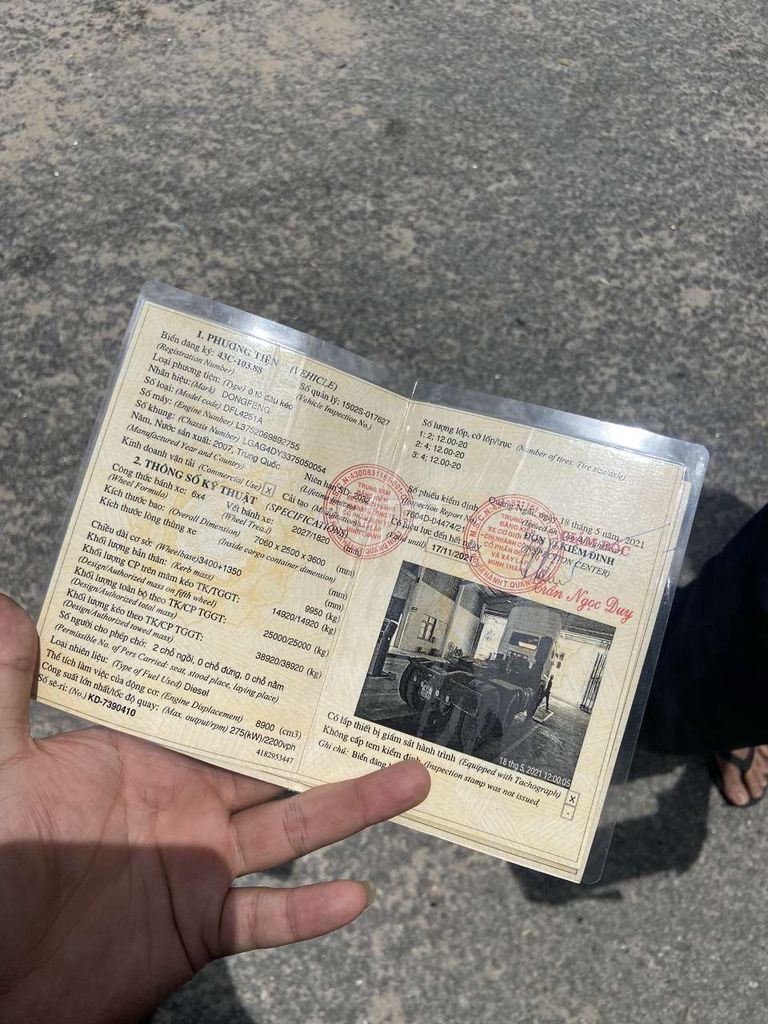 1. PHƯƠNG TIỆN (VEHICLE)
Biển đăng ký: 43C-103.88 Số quản lý: 1502S-017627
(Registration Number) (Vehicle Inspection No.)
Loại phương tiện: (Type) ô tô đầu kéo
Nhãn hiệu: (Mark) DONGFENG
Số loại: (Model code) DFL4251A
Số máy: (Engine Number) L3752069892755
Số khung: (Chassis Number) LGAG4DY3375050054
Năm, Nước sản xuất: 2007, Trung Quốc Niên hạn SD:
(Manufactured Year and Country)
Kinh doanh vận tải (Commercial Use) X Cải tạo
2. THÔNG SỐ KỸ THUẬT (SPECIFICATIONS)
Công thức bánh xe: 6x4 Vết bánh xe: 2027/1820 (mm)
(Wheel Formula) (Wheel Tread)
Kích thước bao: (Overall Dimension) 7060 x 2500 x 3600 (mm)
Kích thước lòng thùng xe (Inside cargo container dimension)
(mm)
Chiều dài cơ sở: (Wheelbase) 3400+1350 (mm)
Khối lượng bản thân: (Kerb mass) 9950 (kg)
Khối lượng CP trên mâm kéo TK/TGGT: 14920/14920 (kg)
(Design/Authorized mass on fifth wheel)
Khối lượng toàn bộ theo TK/CP TGGT: 25000/25000 (kg)
(Design/Authorized total mass)
Khối lượng kéo theo TK/CP TGGT: 38920/38920 (kg)
(Design/Authorized towed mass)
Số người cho phép chở: 2 chỗ ngồi, 0 chỗ đứng, 0 chỗ nằm
(Permissible No. of Pers Carried: seat, stood place, laying place)
Loại nhiên liệu: (Type of Fuel Used) Diesel
Thể tích làm việc của động cơ: (Engine Displacement) 8900 (cm3)
Công suất lớn nhất/tốc độ quay: (Max. output/rpm) 275(kW)/2200vph
Số sê-ri: (No.) KD-7390410
4182953447
Số lượng lốp, cỡ lốp/trục (Number of tires; Tire size/axle)
1: 2; 12.00-20
2: 4; 12.00-20
3: 4; 12.00-20
Số phiếu kiểm định
(Inspection Report No)
7604D-04474/21
Có hiệu lực đến hết
(Valid until) 17/11/2021
Quảng Ngãi, ngày 18 tháng 5 năm, 2021
ĐƠN VỊ KIỂM ĐỊNH
(INSPECTION CENTER)
GIÁM ĐỐC
Trần Ngọc Duy
18 thg 5, 2021 12:00:05
Có lắp thiết bị giám sát hành trình (Equipped with Tachograph) X
Không cấp tem kiểm định (Inspection stamp was not issued -
Ghi chú: Biển đăng